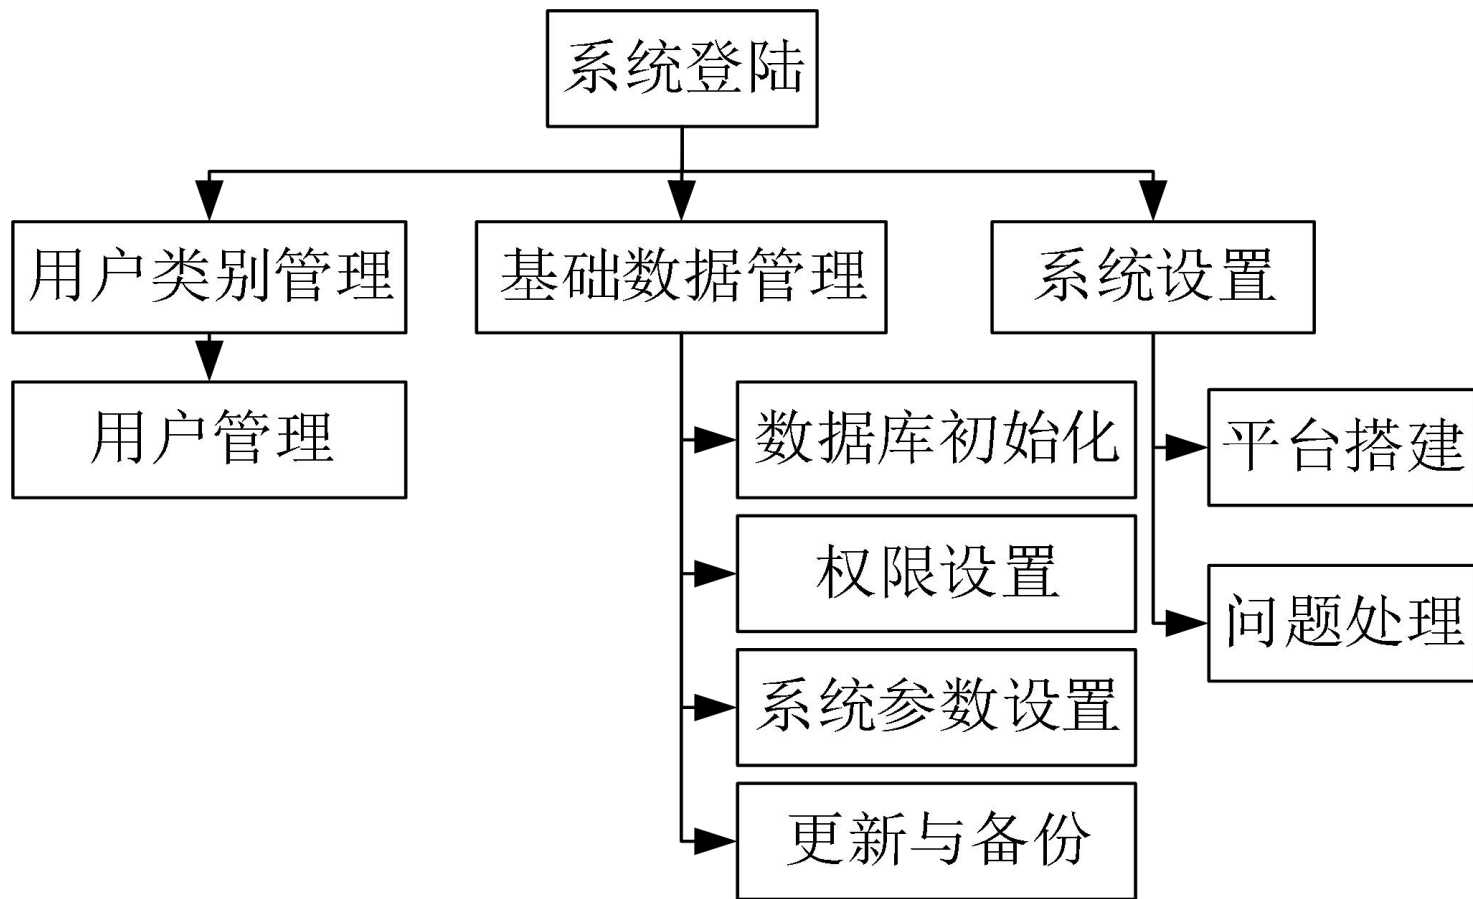 系统登陆
用户类别管理
基础数据管理
系统设置
用户管理
数据库初始化
平台搭建
权限设置
问题处理
系统参数设置
更新与备份